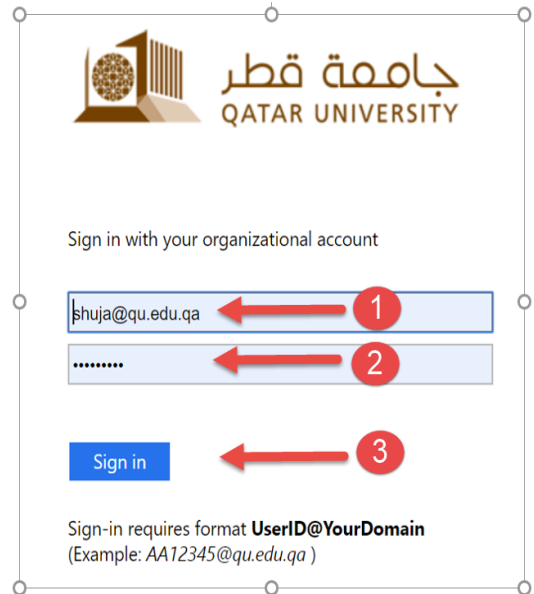 جامعة قطر
QATAR UNIVERSITY
Sign in with your organizational account
shuja@qu.edu.qa
1
•••••••••
2
Sign in
3
Sign-in requires format UserID@YourDomain
(Example: AA12345@qu.edu.qa )